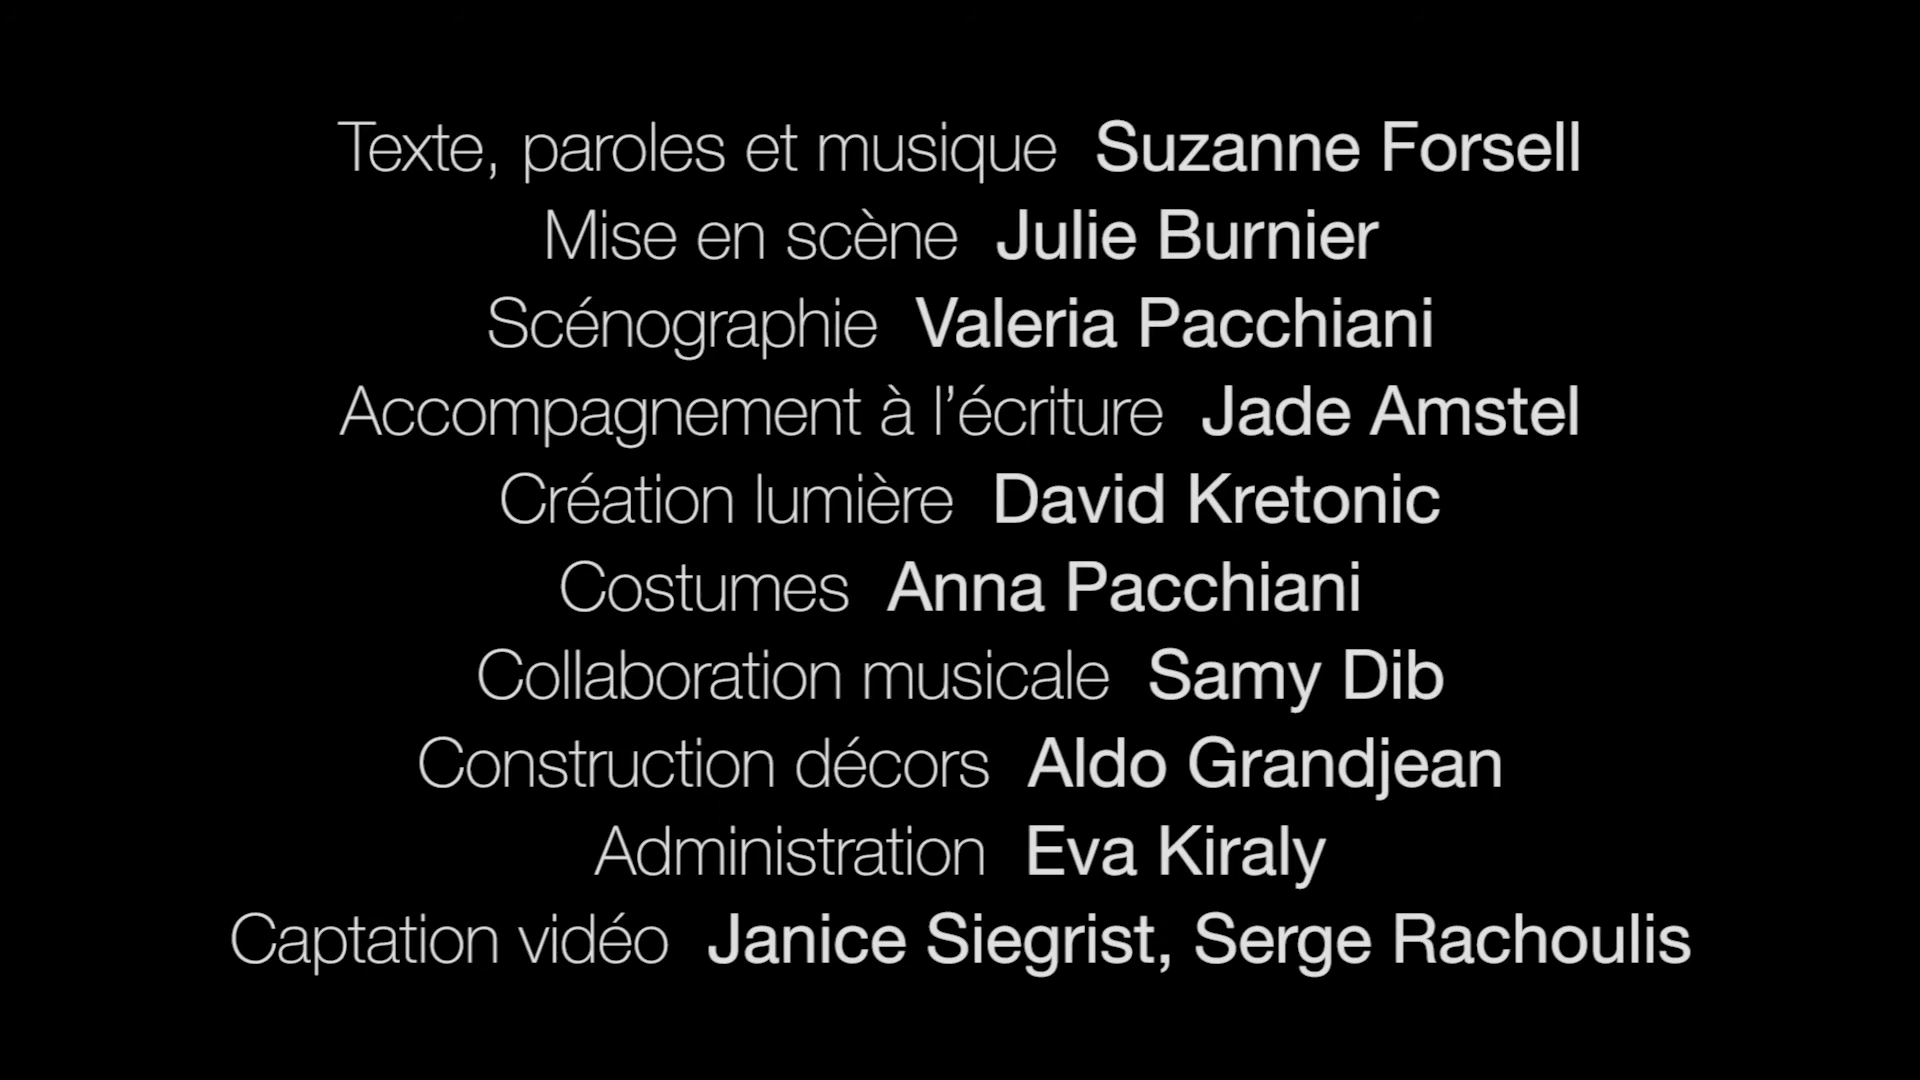 Texte, paroles et musique Suzanne Forsell
Mise en scène Julie Burnier
Scénographie Valeria Pacchiani
Accompagnement à l’écriture Jade Amstel
Création lumière David Kretonic
Costumes Anna Pacchiani
Collaboration musicale Samy Dib
Construction décors Aldo Grandjean
Administration Eva Kiraly
Captation vidéo Janice Siegrist, Serge Rachoulis